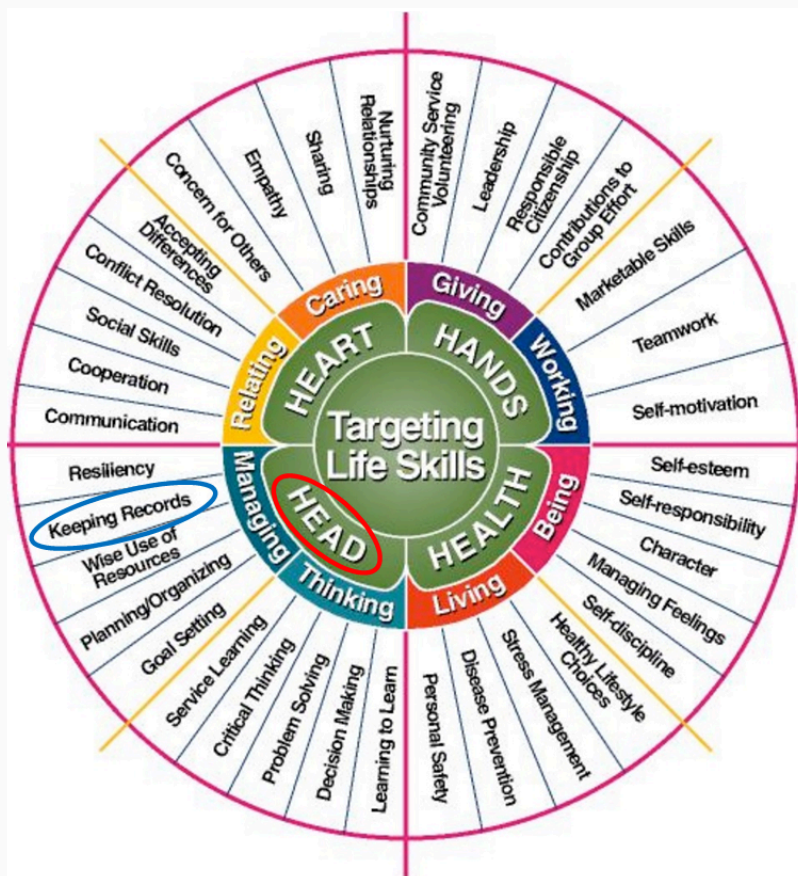 Targeting
Life Skills
HEART
HANDS
HEALTH
HEAD
Caring
Giving
Working
Being
Living
Thinking
Managing
Relating
Nurturing
Relationships
Sharing
Empathy
Concern for Others
Accepting
Differences
Conflict Resolution
Social Skills
Cooperation
Communication
Community Service
Volunteering
Leadership
Responsible
Citizenship
Contributions to
Group Effort
Marketable Skills
Teamwork
Self-motivation
Self-esteem
Self-responsibility
Character
Managing Feelings
Self-discipline
Healthy Lifestyle
Choices
Stress Management
Disease Prevention
Personal Safety
Learning to Learn
Decision Making
Problem Solving
Critical Thinking
Service Learning
Goal Setting
Planning/Organizing
Wise Use of
Resources
Keeping Records
Resiliency